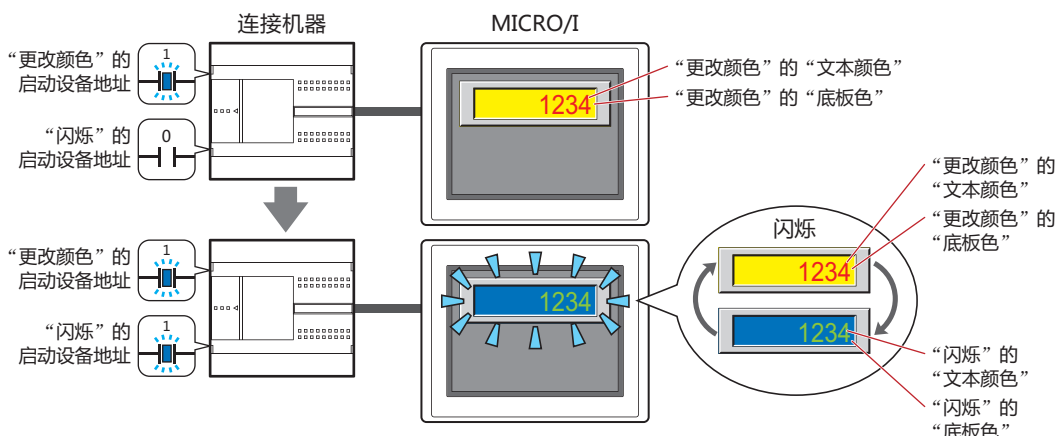 连接机器
MICRO/I
“更改颜色”的
启动设备地址
1
“闪烁”的
启动设备地址
0
1234
“更改颜色”的“文本颜色”
“更改颜色”的“底板色”
“更改颜色”的
启动设备地址
1
“闪烁”的
启动设备地址
1
1234
闪烁
1234
1234
“更改颜色”的
“文本颜色”
“更改颜色”的
“底板色”
“闪烁”的
“文本颜色”
“闪烁”的
“底板色”